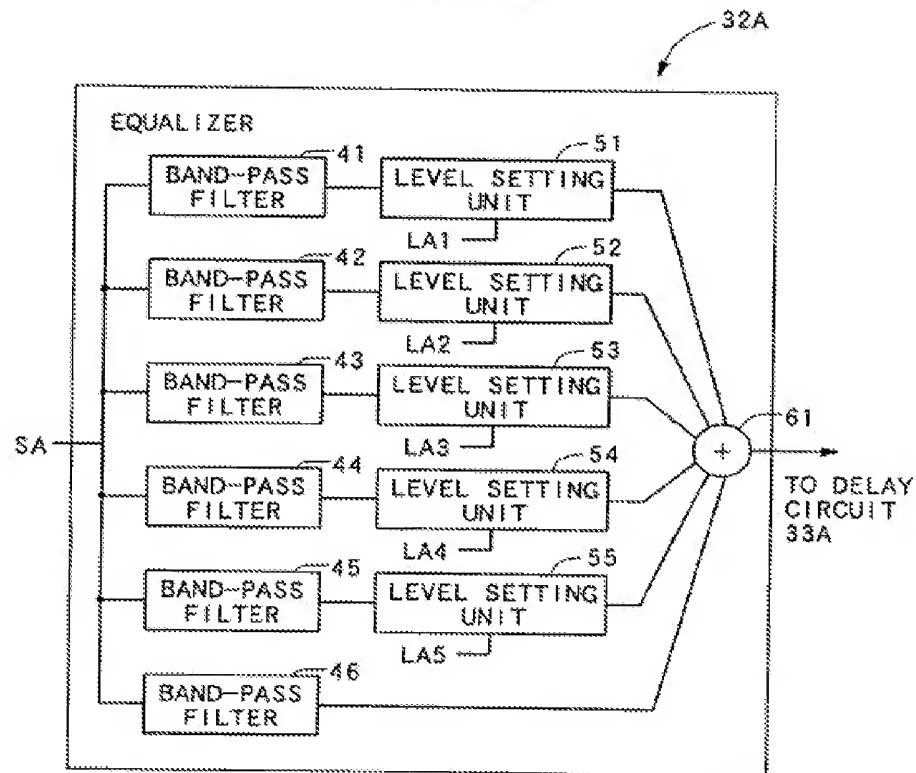 32A
EQUALIZER
41
51
BAND-PASS
FILTER
LEVEL SETTING
UNIT
LA1
42
52
BAND-PASS
FILTER
LEVEL SETTING
UNIT
LA2
43
53
BAND-PASS
FILTER
LEVEL SETTING
UNIT
LA3
61
SA
+
44
54
BAND-PASS
FILTER
LEVEL SETTING
UNIT
TO DELAY
CIRCUIT
33A
LA4
45
55
BAND-PASS
FILTER
LEVEL SETTING
UNIT
LA5
46
BAND-PASS
FILTER